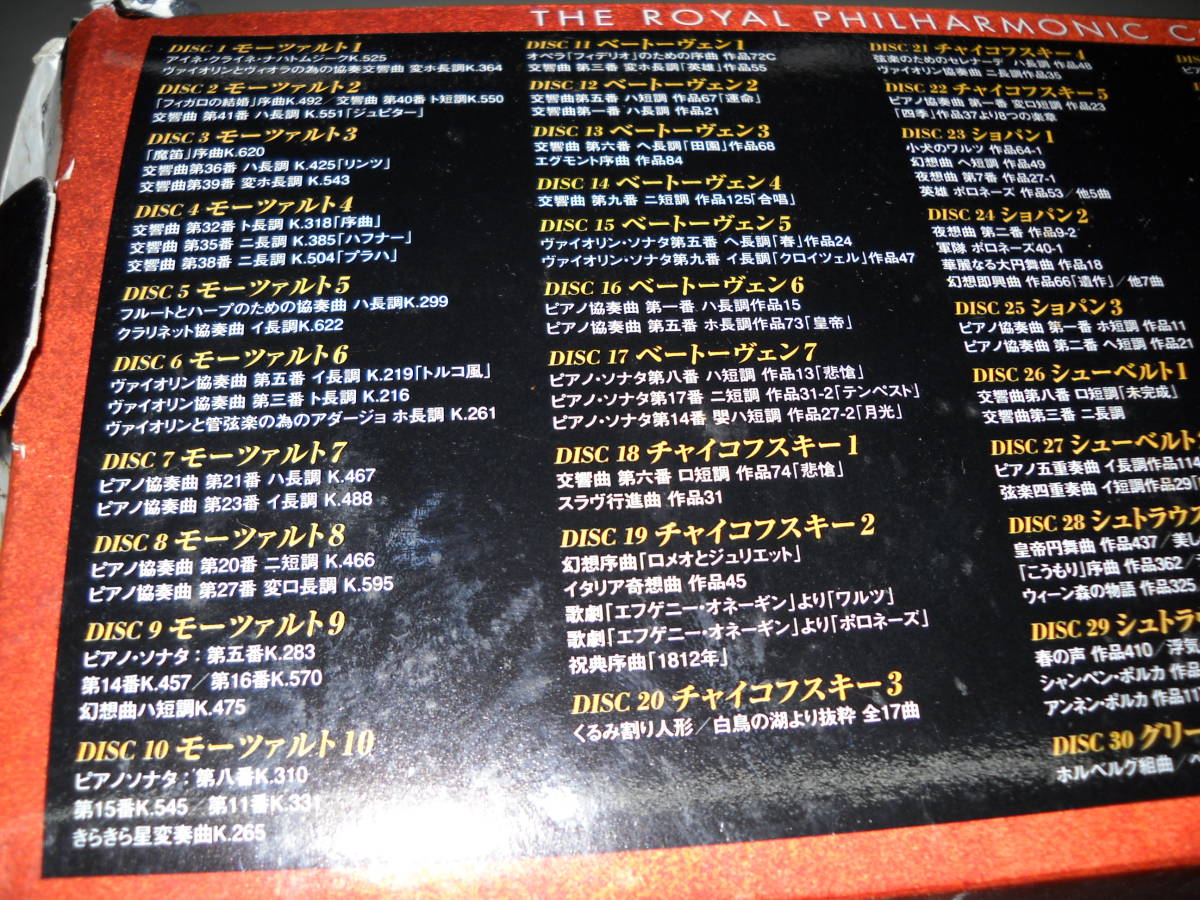 THE ROYAL PHILHARMONIC C
DISC 1 モーツァルト1
アイネ・クライネ・ナハトムジークK.525
ヴァイオリンとヴィオラの為の協奏交響曲 変ホ長調K.364
DISC 2 モーツァルト2
「フィガロの結婚」序曲K.492／交響曲 第40番 ト短調K.550
交響曲 第41番 ハ長調 K.551「ジュピター」
DISC 3 モーツァルト3
「魔笛」序曲K.620
交響曲第36番 ハ長調 K.425「リンツ」
交響曲第39番 変ホ長調 K.543
DISC 4 モーツァルト4
交響曲 第32番 ト長調 K.318「序曲」
交響曲 第35番 ニ長調 K.385「ハフナー」
交響曲 第38番 ニ長調 K.504「プラハ」
DISC 5 モーツァルト5
フルートとハープのための協奏曲 ハ長調K.299
クラリネット協奏曲 イ長調 K.622
DISC 6 モーツァルト6
ヴァイオリン協奏曲 第五番 イ長調 K.219「トルコ風」
ヴァイオリン協奏曲 第三番 ト長調 K.216
ヴァイオリンと管弦楽の為のアダージョ ホ長調 K.261
DISC 7 モーツァルト7
ピアノ協奏曲 第21番 ハ長調 K.467
ピアノ協奏曲 第23番 イ長調 K.488
DISC 8 モーツァルト8
ピアノ協奏曲 第20番 ニ短調 K.466
ピアノ協奏曲 第27番 変ロ長調 K.595
DISC 9 モーツァルト9
ピアノ・ソナタ：第五番K.283
第14番K.457／第16番K.570
幻想曲ハ短調K.475
DISC 10 モーツァルト10
ピアノソナタ：第八番K.310
第15番K.545／第11番K.331
きらきら星変奏曲K.265
DISC 11 ベートーヴェン1
オペラ「フィデリオ」のための序曲 作品72C
交響曲 第三番 変ホ長調「英雄」作品55
DISC 12 ベートーヴェン2
交響曲第五番 ハ短調 作品67「運命」
交響曲第一番 ハ長調 作品21
DISC 13 ベートーヴェン3
交響曲 第六番 ヘ長調「田園」作品68
エグモント序曲 作品84
DISC 14 ベートーヴェン4
交響曲 第九番 ニ短調 作品125「合唱」
DISC 15 ベートーヴェン5
ヴァイオリン・ソナタ第五番 ヘ長調「春」作品24
ヴァイオリン・ソナタ第九番 イ長調「クロイツェル」作品47
DISC 16 ベートーヴェン6
ピアノ協奏曲 第一番 ハ長調作品15
ピアノ協奏曲 第五番 ホ長調作品73「皇帝」
DISC 17 ベートーヴェン7
ピアノ・ソナタ第八番 ハ短調 作品13「悲愴」
ピアノ・ソナタ第17番 ニ短調 作品31-2「テンペスト」
ピアノ・ソナタ第14番 嬰ハ短調 作品27-2「月光」
DISC 18 チャイコフスキー1
交響曲 第六番 ロ短調 作品74「悲愴」
スラヴ行進曲 作品31
DISC 19 チャイコフスキー2
幻想序曲「ロメオとジュリエット」
イタリア奇想曲 作品45
歌劇「エフゲニー・オネーギン」より「ワルツ」
歌劇「エフゲニー・オネーギン」より「ポロネーズ」
祝典序曲「1812年」
DISC 20 チャイコフスキー3
くるみ割り人形／白鳥の湖より抜粋 全17曲
DISC 21 チャイコフスキー4
弦楽のためのセレナーデ ハ長調 作品48
ヴァイオリン協奏曲 ニ長調作品35
DISC 22 チャイコフスキー5
ピアノ協奏曲 第一番 変ロ短調 作品23
「四季」作品37より8つの楽章
DISC 23 ショパン1
小犬のワルツ 作品64-1
幻想曲 ヘ短調 作品49
夜想曲 第7番 作品27-1
英雄 ポロネーズ 作品53／他5曲
DISC 24 ショパン2
夜想曲 第二番 作品9-2
軍隊 ポロネーズ40-1
華麗なる大円舞曲 作品18
幻想即興曲 作品66「遺作」／他7曲
DISC 25 ショパン3
ピアノ協奏曲 第一番 ホ短調 作品11
ピアノ協奏曲 第二番 ヘ短調 作品21
DISC 26 シューベルト1
交響曲第八番 ロ短調「未完成」
交響曲第三番 ニ長調
DISC 27 シューベルト
ピアノ五重奏曲 イ長調作品114
弦楽四重奏曲 イ短調作品29「
DISC 28 シュトラウス
皇帝円舞曲 作品437／美し
「こうもり」序曲 作品362／
ウィーン森の物語 作品325
DISC 29 シュトラウ
春の声 作品410／浮気
シャンペン・ポルカ 作品
アンネン・ポルカ 作品11
DISC 30 グリー
ホルベルグ組曲／ペ
DIS